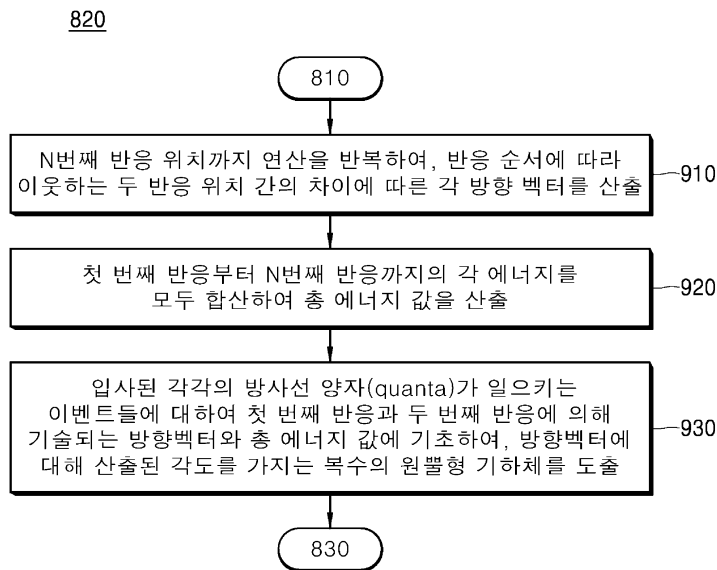 820
810
N번째 반응 위치까지 연산을 반복하여, 반응 순서에 따라
이웃하는 두 반응 위치 간의 차이에 따른 각 방향 벡터를 산출
910
첫 번째 반응부터 N번째 반응까지의 각 에너지를
모두 합산하여 총 에너지 값을 산출
920
입사된 각각의 방사선 양자(quanta)가 일으키는
이벤트들에 대하여 첫 번째 반응과 두 번째 반응에 의해
기술되는 방향벡터와 총 에너지 값에 기초하여, 방향벡터에
대해 산출된 각도를 가지는 복수의 원뿔형 기하체를 도출
930
830